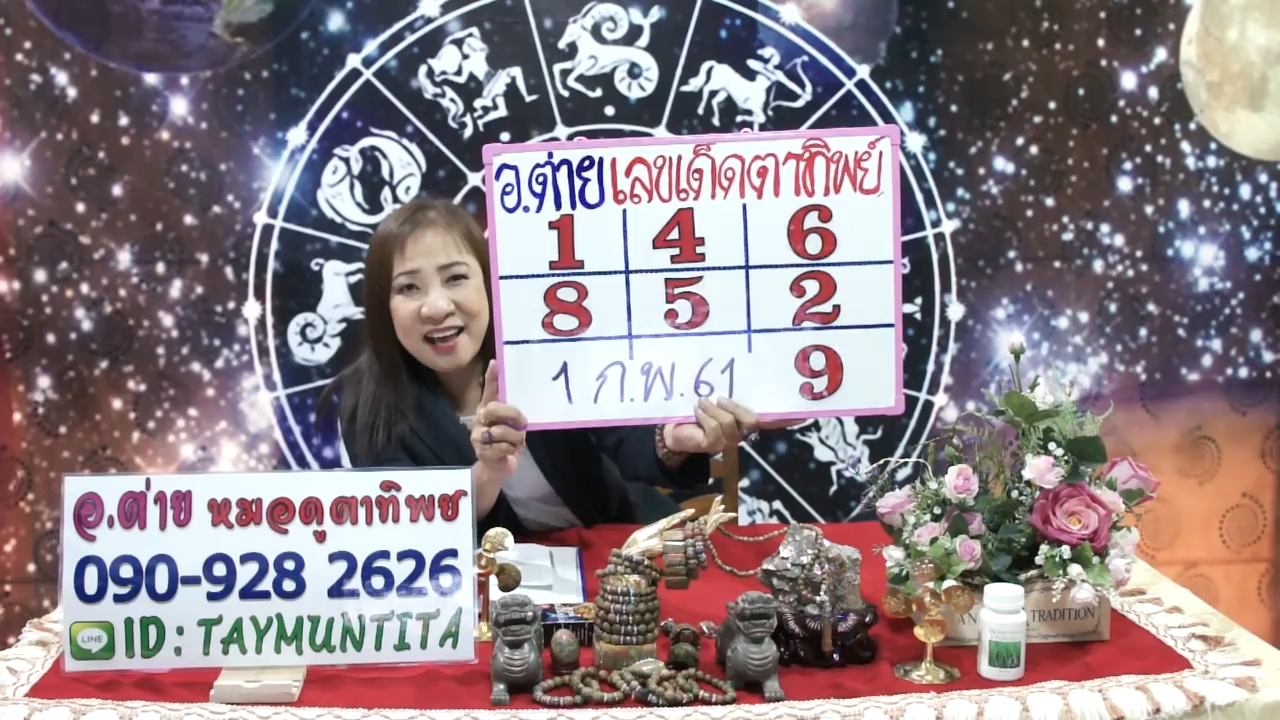 อ.ต่าย เลขเด็ดตาทิพย์
1 4 6
8 5 2
1 ก.พ.61 9
อ.ต่าย หมอดูตาทิพช
090-928 2626
LINE ID : TAYMUNTITA
TRADITION